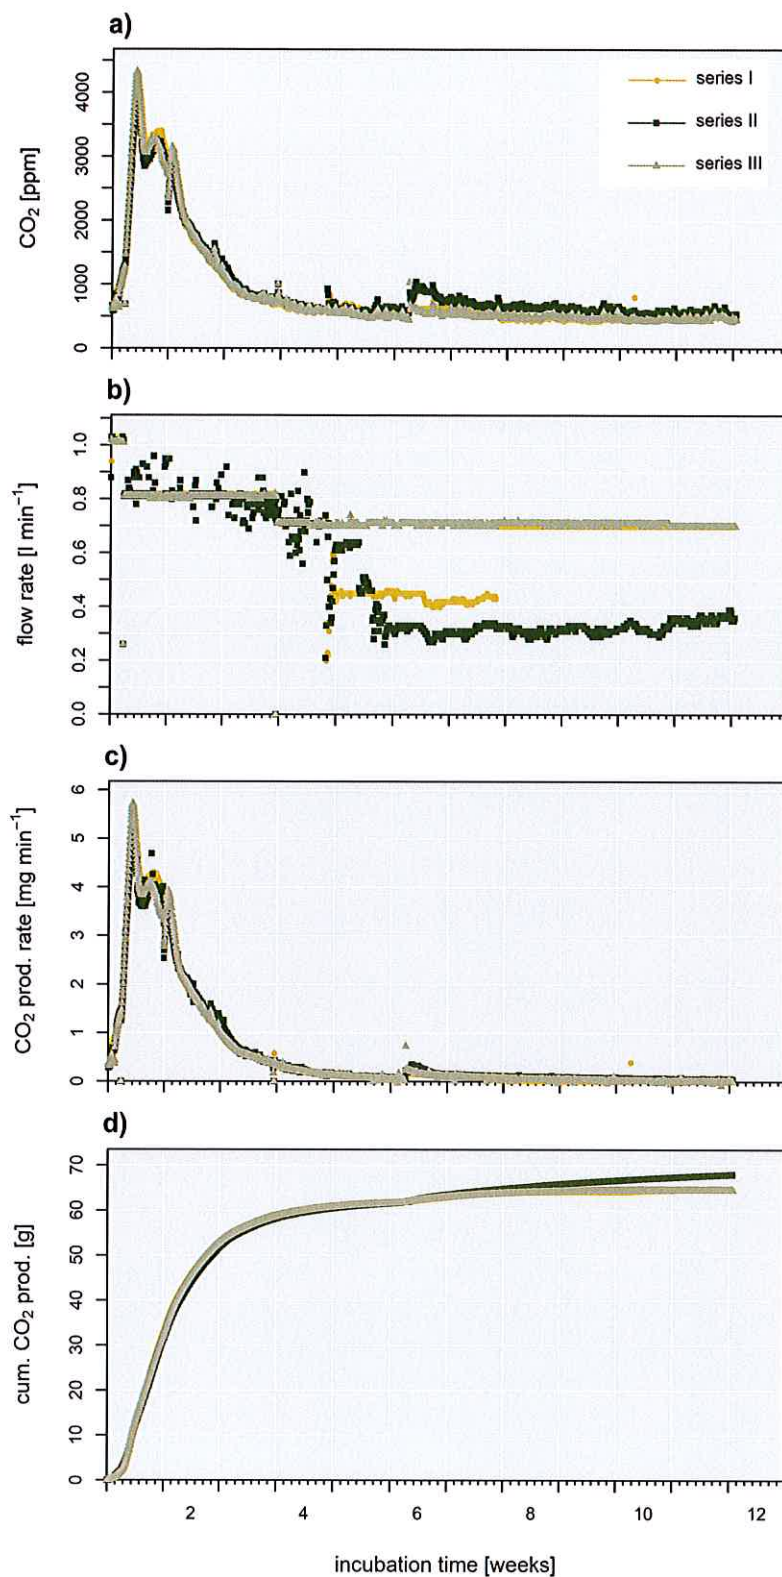 a)
4000
3000
2000
1000
0
CO₂ [ppm]
series I
series II
series III
b)
1.0
0.8
0.6
0.4
0.2
0.0
flow rate [l min⁻¹]
c)
6
5
4
3
2
1
0
CO₂ prod. rate [mg min⁻¹]
d)
70
60
50
40
30
20
10
0
cum. CO₂ prod. [g]
2 4 6 8 10 12
incubation time [weeks]